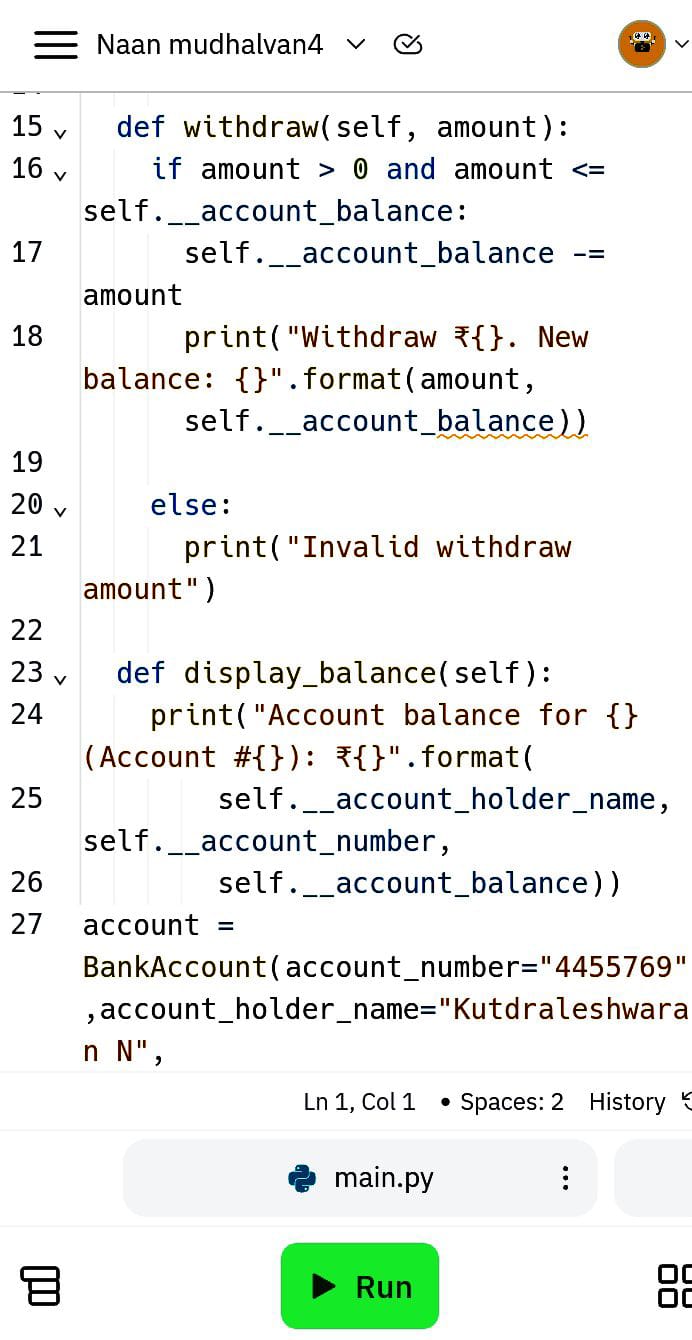 Naan mudhalvan4
15 def withdraw(self, amount):
16 if amount > 0 and amount <=
self.__account_balance:
17 self.__account_balance -=
amount
18 print("Withdraw ₹{}. New
balance: {}".format(amount,
self.__account_balance))
19
20 else:
21 print("Invalid withdraw
amount")
22
23 def display_balance(self):
24 print("Account balance for {}
(Account #{}): ₹{}".format(
25 self.__account_holder_name,
self.__account_number,
26 self.__account_balance))
27 account =
BankAccount(account_number="4455769"
,account_holder_name="Kutdraleshwara
n N",
Ln 1, Col 1 • Spaces: 2 History
main.py
Run